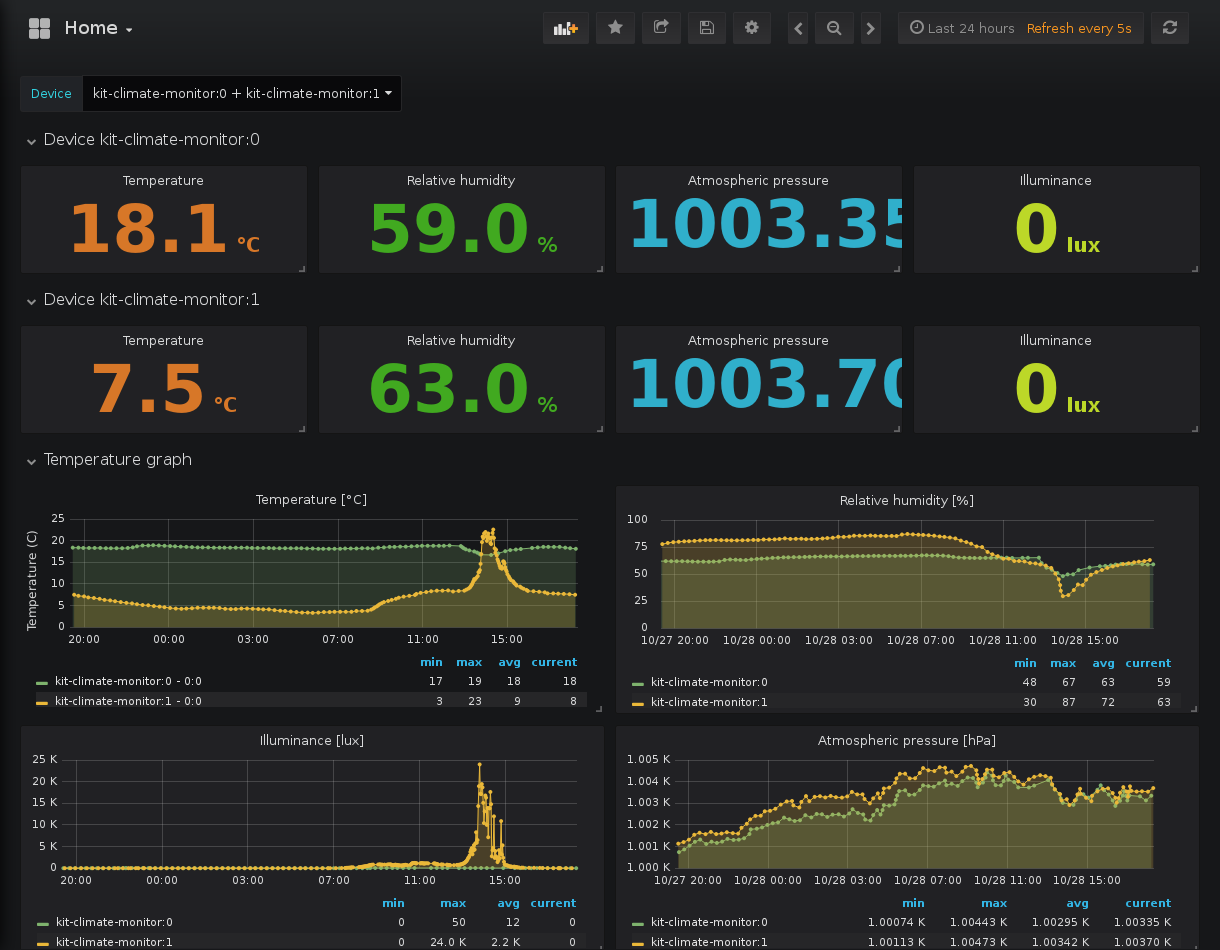 Home
Last 24 hours Refresh every 5s
Device kit-climate-monitor:0 + kit-climate-monitor:1
Device kit-climate-monitor:0
Temperature Relative humidity Atmospheric pressure Illuminance
18.1 °C 59.0 % 1003.35 0 lux
Device kit-climate-monitor:1
Temperature Relative humidity Atmospheric pressure Illuminance
7.5 °C 63.0 % 1003.70 0 lux
Temperature graph
Temperature [°C]
Temperature (C)
25
20
15
10
5
0
20:00 00:00 03:00 07:00 11:00 15:00
min max avg current
kit-climate-monitor:0 - 0:0 17 19 18 18
kit-climate-monitor:1 - 0:0 3 23 9 8
Relative humidity [%]
100
75
50
25
0
10/27 20:00 10/28 00:00 10/28 03:00 10/28 07:00 10/28 11:00 10/28 15:00
min max avg current
kit-climate-monitor:0 48 67 63 59
kit-climate-monitor:1 30 87 72 63
Illuminance [lux]
25 K
20 K
15 K
10 K
5 K
0
20:00 00:00 03:00 07:00 11:00 15:00
min max avg current
kit-climate-monitor:0 0 50 12 0
kit-climate-monitor:1 0 24.0 K 2.2 K 0
Atmospheric pressure [hPa]
1.005 K
1.004 K
1.003 K
1.002 K
1.001 K
1.000 K
10/27 20:00 10/28 00:00 10/28 03:00 10/28 07:00 10/28 11:00 10/28 15:00
min max avg current
kit-climate-monitor:0 1.00074 K 1.00443 K 1.00295 K 1.00335 K
kit-climate-monitor:1 1.00113 K 1.00473 K 1.00342 K 1.00370 K